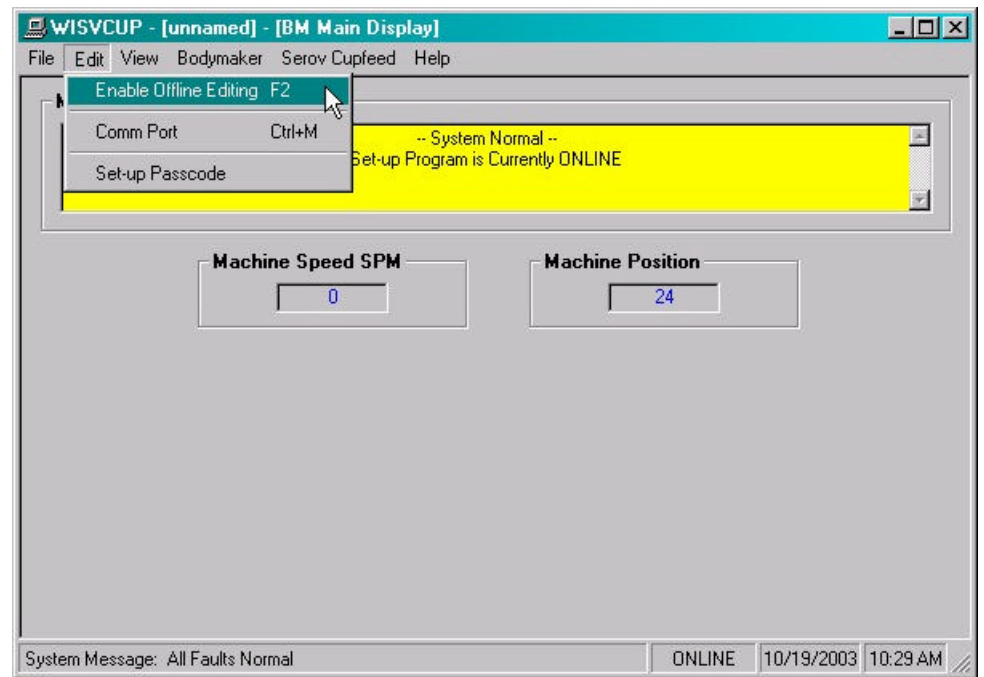 WISVCUP - [unnamed] - [BM Main Display]
File Edit View Bodymaker Serov Cupfeed Help
Enable Offline Editing F2
Comm Port Ctrl+M
Set-up Passcode
-- System Normal --
Set-up Program is Currently ONLINE
Machine Speed SPM
0
Machine Position
24
System Message: All Faults Normal
ONLINE
10/19/2003
10:29 AM